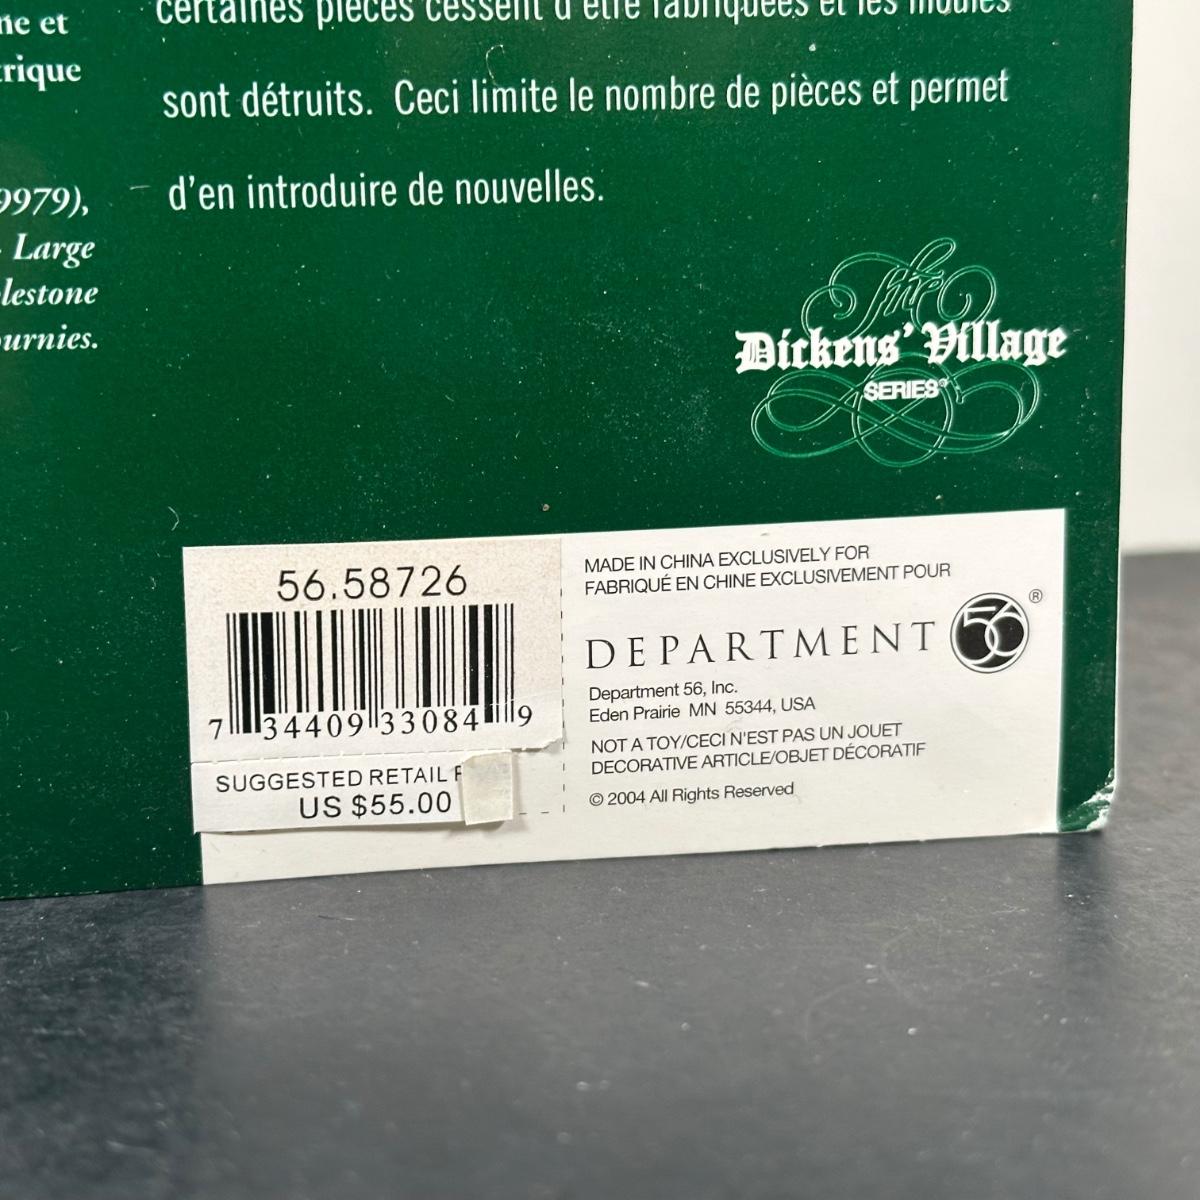 ne et
rique
9979),
Large
lestone
urnies.
certaines pièces cessent d'être fabriquées et les moules
sont détruits. Ceci limite le nombre de pièces et permet
d'en introduire de nouvelles.
The
Dickens' Village
SERIES®
56.58726
7 34409 33084 9
SUGGESTED RETAIL
US $55.00
MADE IN CHINA EXCLUSIVELY FOR
FABRIQUÉ EN CHINE EXCLUSIVEMENT POUR
DEPARTMENT 56 ®
Department 56, Inc.
Eden Prairie MN 55344, USA
NOT A TOY/CECI N'EST PAS UN JOUET
DECORATIVE ARTICLE/OBJET DÉCORATIF
© 2004 All Rights Reserved